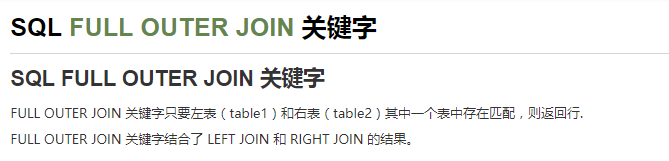 SQL FULL OUTER JOIN 关键字
SQL FULL OUTER JOIN 关键字
FULL OUTER JOIN 关键字只要左表（table1）和右表（table2）其中一个表中存在匹配，则返回行.
FULL OUTER JOIN 关键字结合了 LEFT JOIN 和 RIGHT JOIN 的结果。